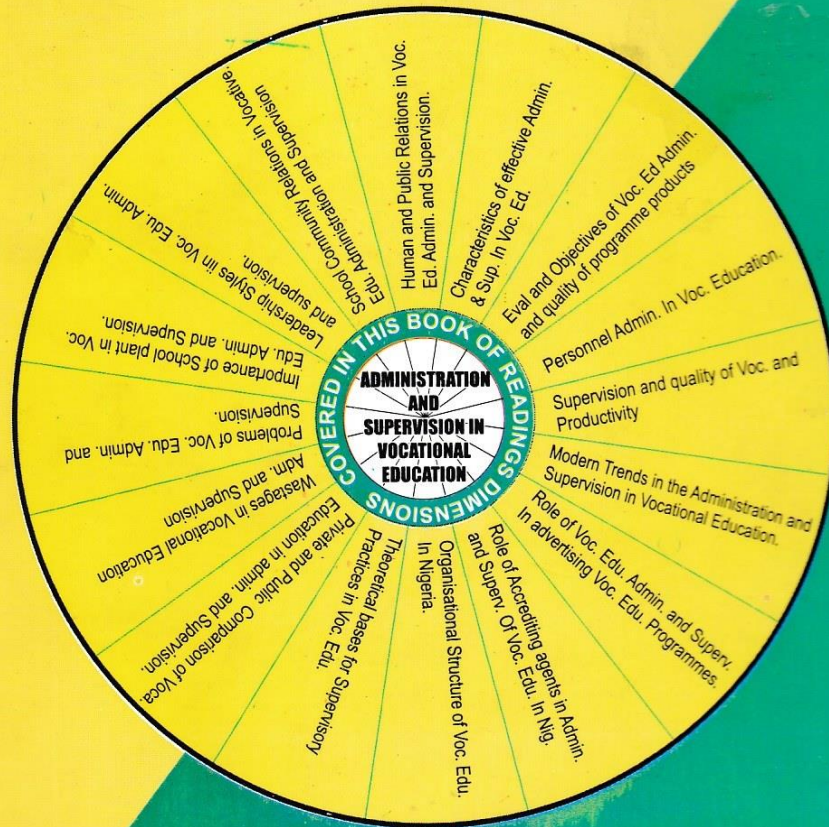 ADMINISTRATION
AND
SUPERVISION IN
VOCATIONAL
EDUCATION
DIMENSIONS COVERED IN THIS BOOK OF READINGS
Human and Public Relations in Voc.
Ed. Admin. and Supervision.
Characteristics of effective Admin.
& Sup. In Voc. Ed.
Eval and Objectives of Voc. Ed Admin.
and quality of programme products
Personnel Admin. In Voc. Education.
Supervision and quality of Voc. and
Productivity
Modern Trends in the Administration and
Supervision in Vocational Education.
Role of Voc. Edu. Admin. and Superv.
In advertising Voc. Edu. Programmes.
Role of Accrediting agents in Admin.
and Superv. Of Voc. Edu. In Nig.
Organisational Structure of Voc. Edu.
In Nigeria.
Theoretical bases for Supervisory
Practices in Voc. Edu.
Private and Public Comparison of Voca.
Education in admin. and Supervision.
Wastages in Vocational Education
Adm. and Supervision
Problems of Voc. Edu. Admin. and
Supervision.
Importance of School plant in Voc.
Edu. Admin. and Supervision.
Leadership Styles iin Voc. Edu. Admin.
and supervision.
School Community Relations in Vocative.
Edu. Administration and Supervision